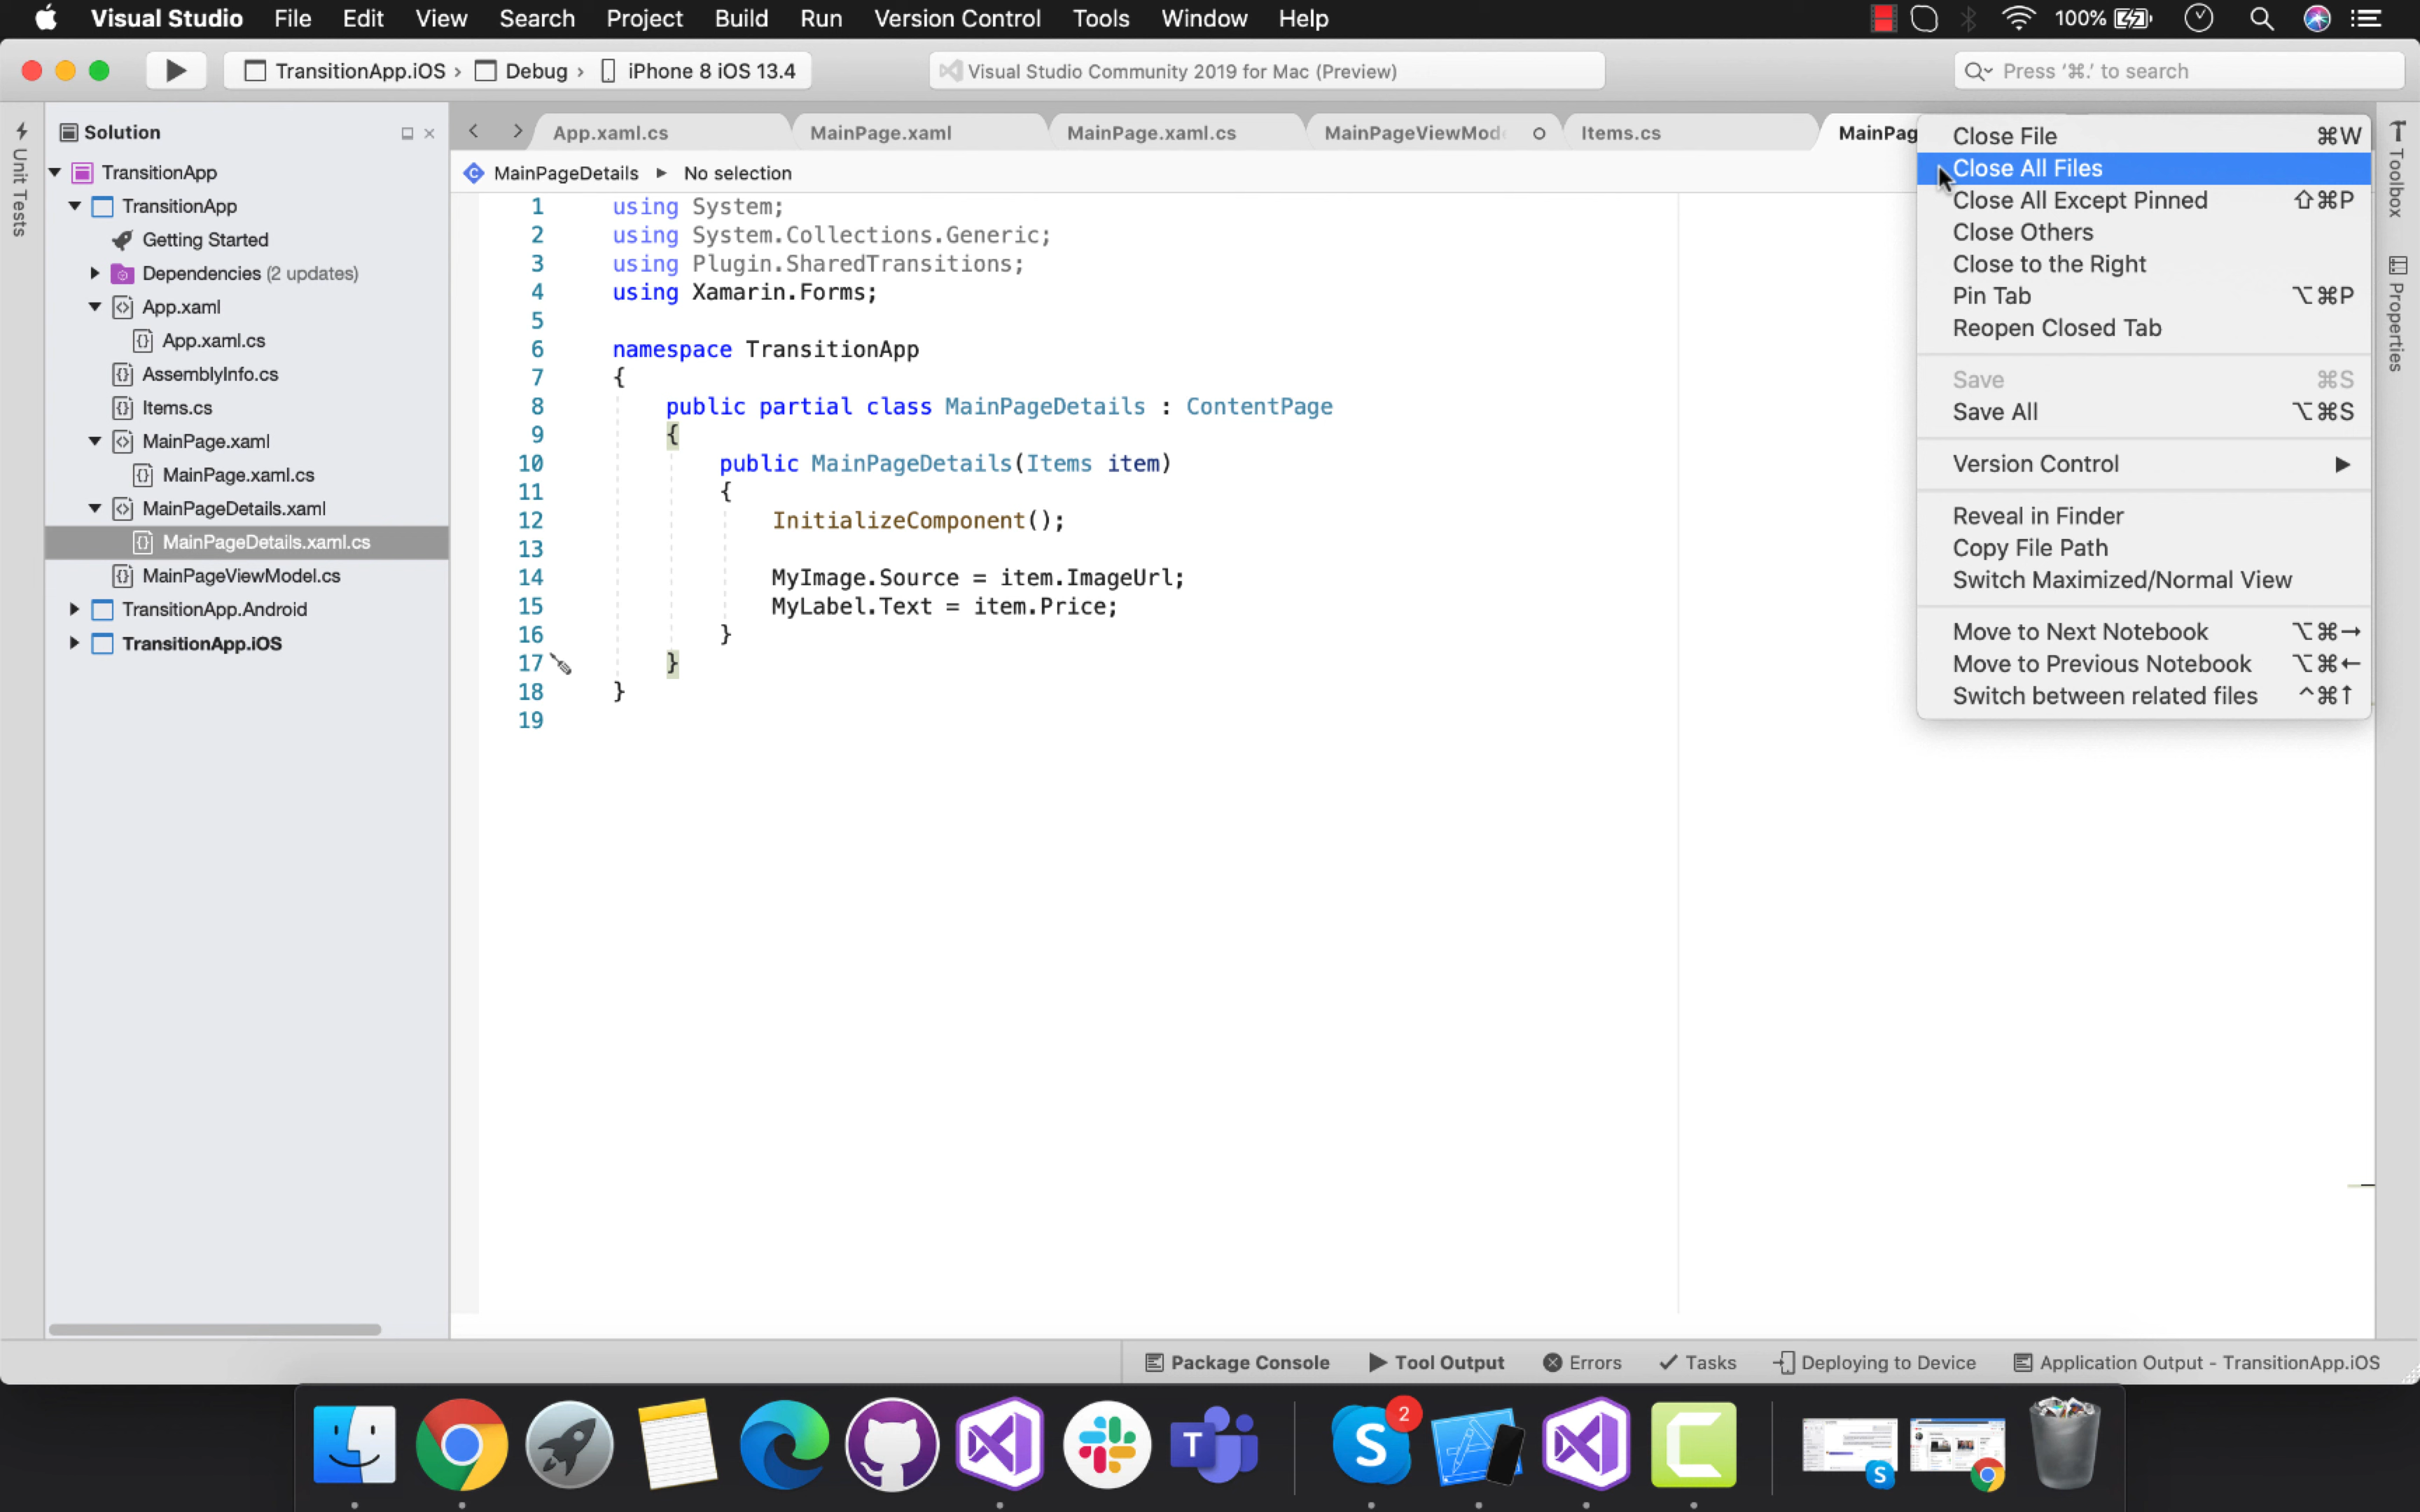 Visual Studio File Edit View Search Project Build Run Version Control Tools Window Help 100%
TransitionApp.iOS › Debug › iPhone 8 iOS 13.4
Visual Studio Community 2019 for Mac (Preview)
Press ‘⌘.’ to search
Unit Tests
Solution
TransitionApp
TransitionApp
Getting Started
Dependencies (2 updates)
App.xaml
App.xaml.cs
AssemblyInfo.cs
Items.cs
MainPage.xaml
MainPage.xaml.cs
MainPageDetails.xaml
MainPageDetails.xaml.cs
MainPageViewModel.cs
TransitionApp.Android
TransitionApp.iOS
App.xaml.cs MainPage.xaml MainPage.xaml.cs MainPageViewMod Items.cs MainPag
MainPageDetails ▸ No selection
1 using System;
2 using System.Collections.Generic;
3 using Plugin.SharedTransitions;
4 using Xamarin.Forms;
5
6 namespace TransitionApp
7 {
8 public partial class MainPageDetails : ContentPage
9 {
10 public MainPageDetails(Items item)
11 {
12 InitializeComponent();
13
14 MyImage.Source = item.ImageUrl;
15 MyLabel.Text = item.Price;
16 }
17 }
18 }
19
Close File ⌘W
Close All Files
Close All Except Pinned ⇧⌘P
Close Others
Close to the Right
Pin Tab ⌥⌘P
Reopen Closed Tab
Save ⌘S
Save All ⌥⌘S
Version Control
Reveal in Finder
Copy File Path
Switch Maximized/Normal View
Move to Next Notebook ⌥⌘→
Move to Previous Notebook ⌥⌘←
Switch between related files ^⌘↑
Toolbox
Properties
Package Console Tool Output Errors Tasks Deploying to Device Application Output - TransitionApp.iOS
T
S
2
C
S